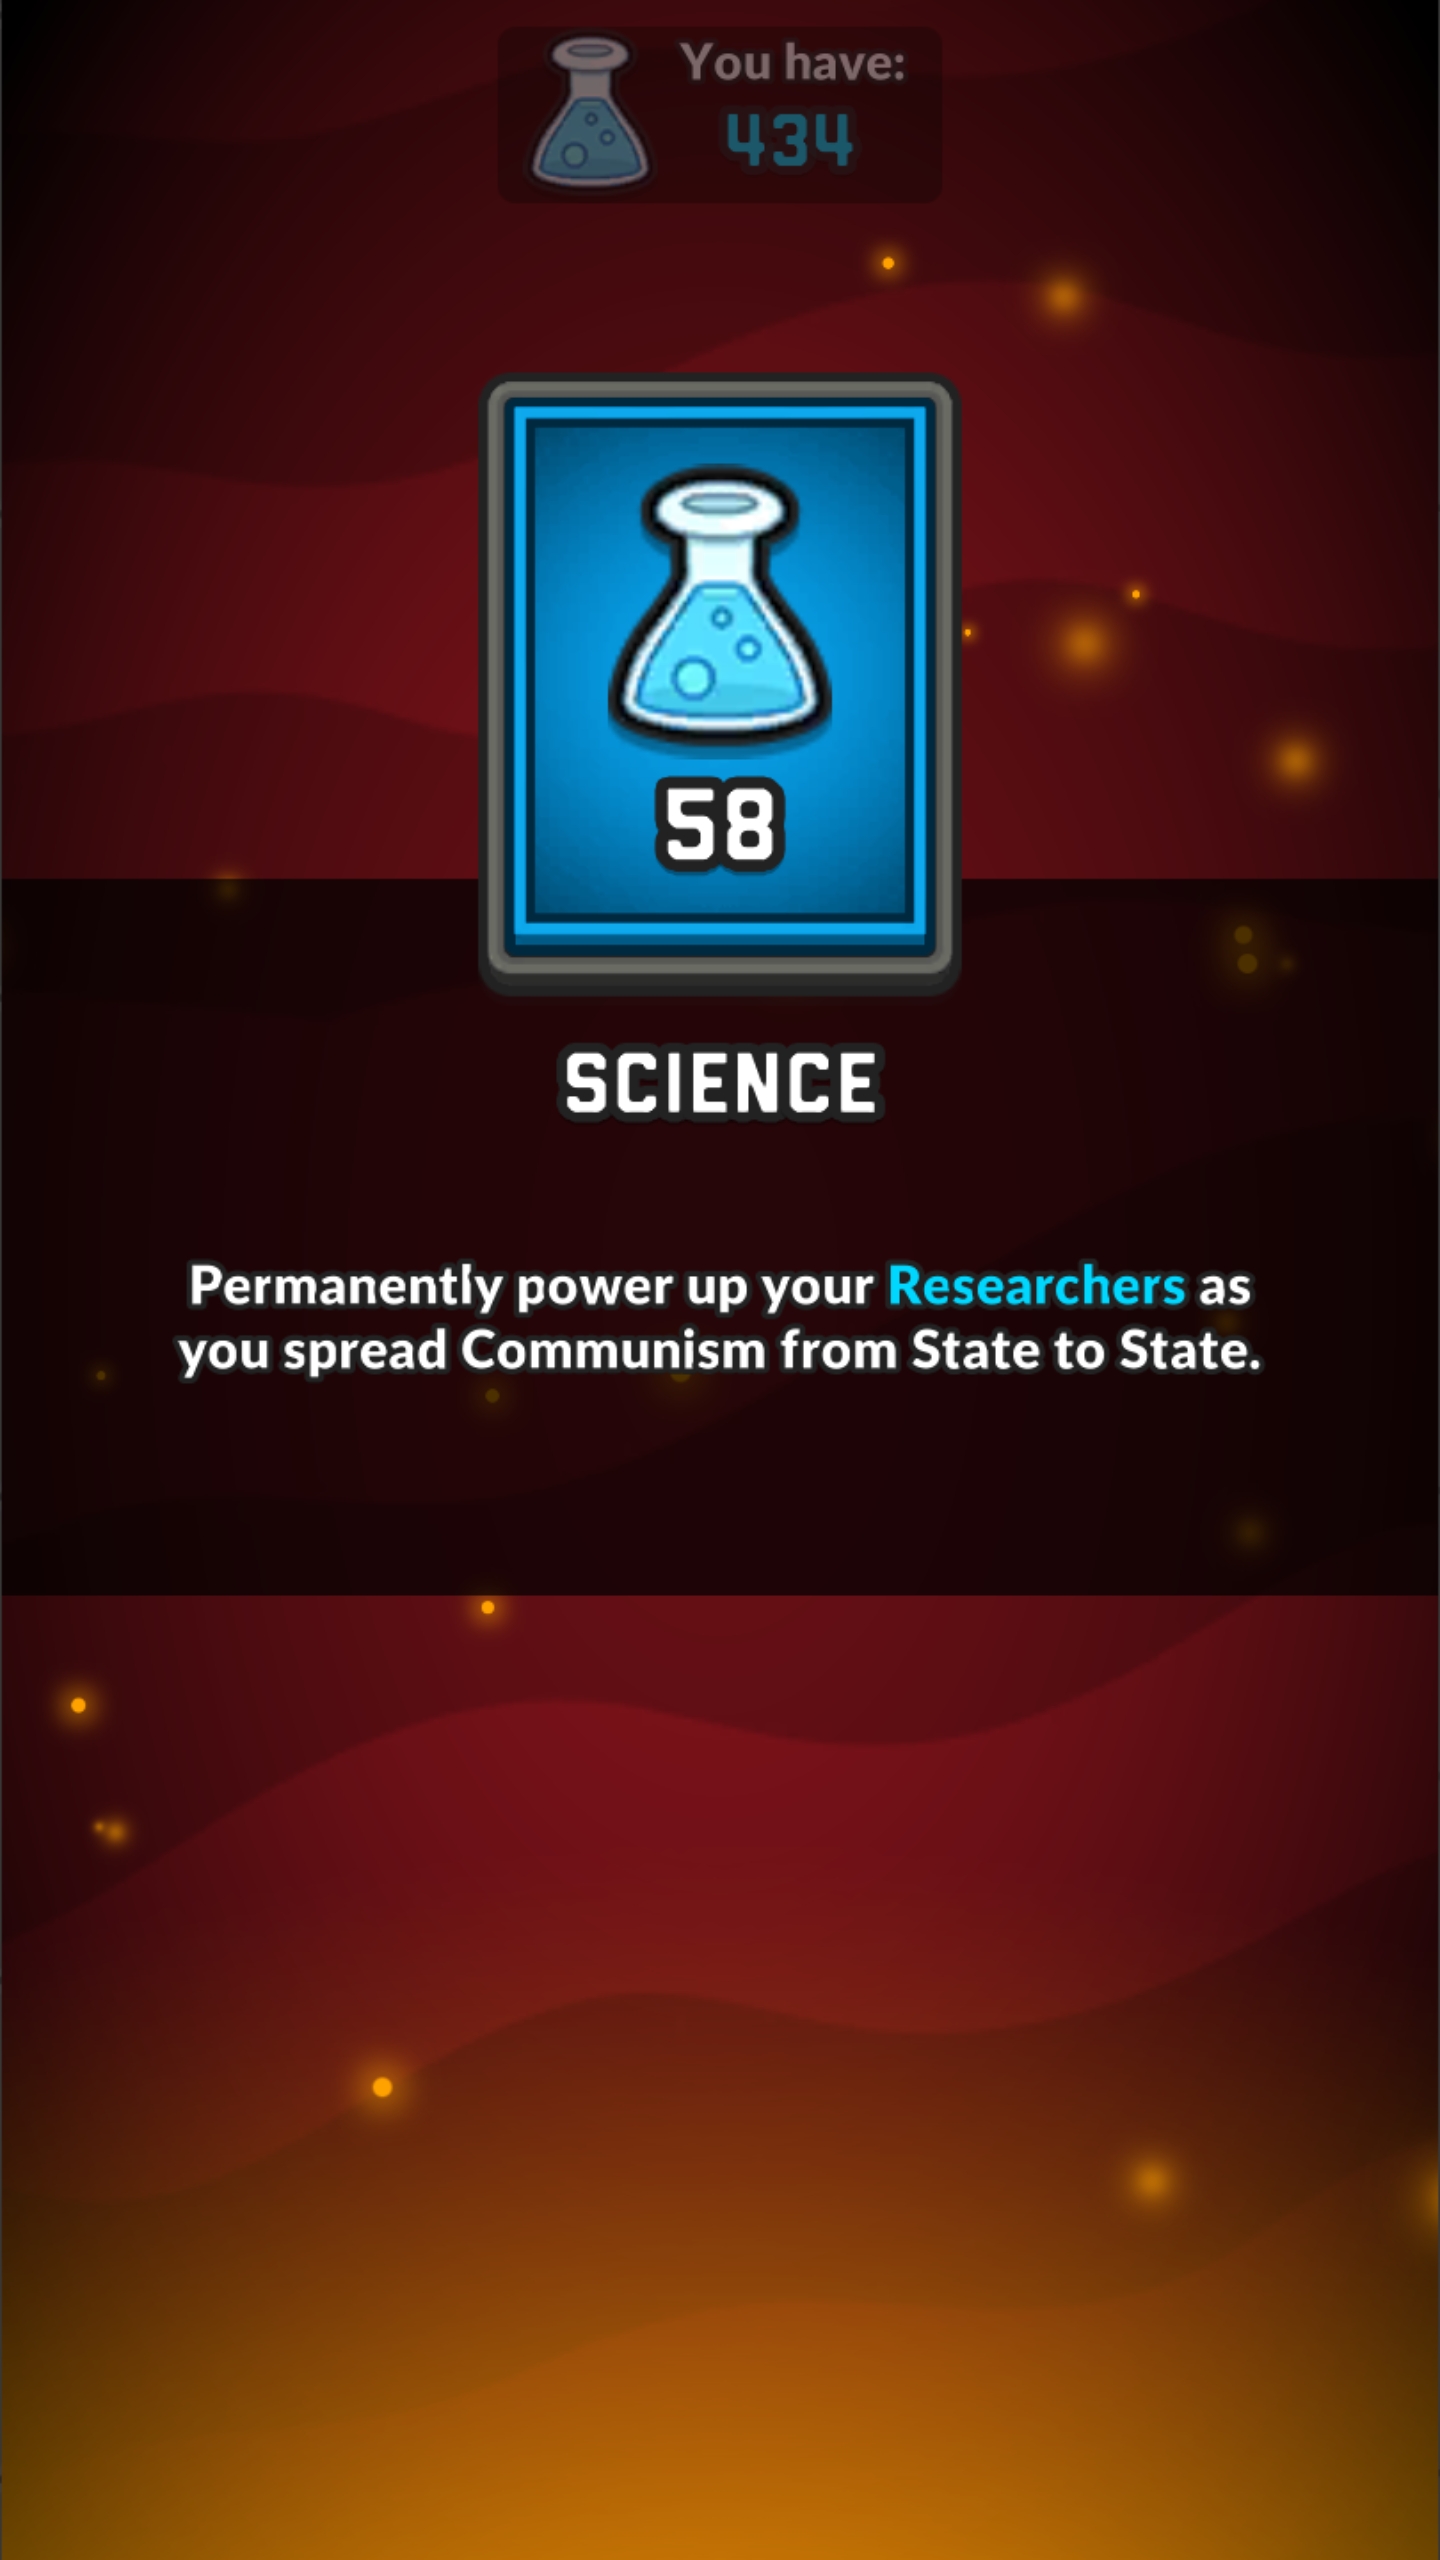 You have:
434
58
SCIENCE
Permanently power up your Researchers as
you spread Communism from State to State.